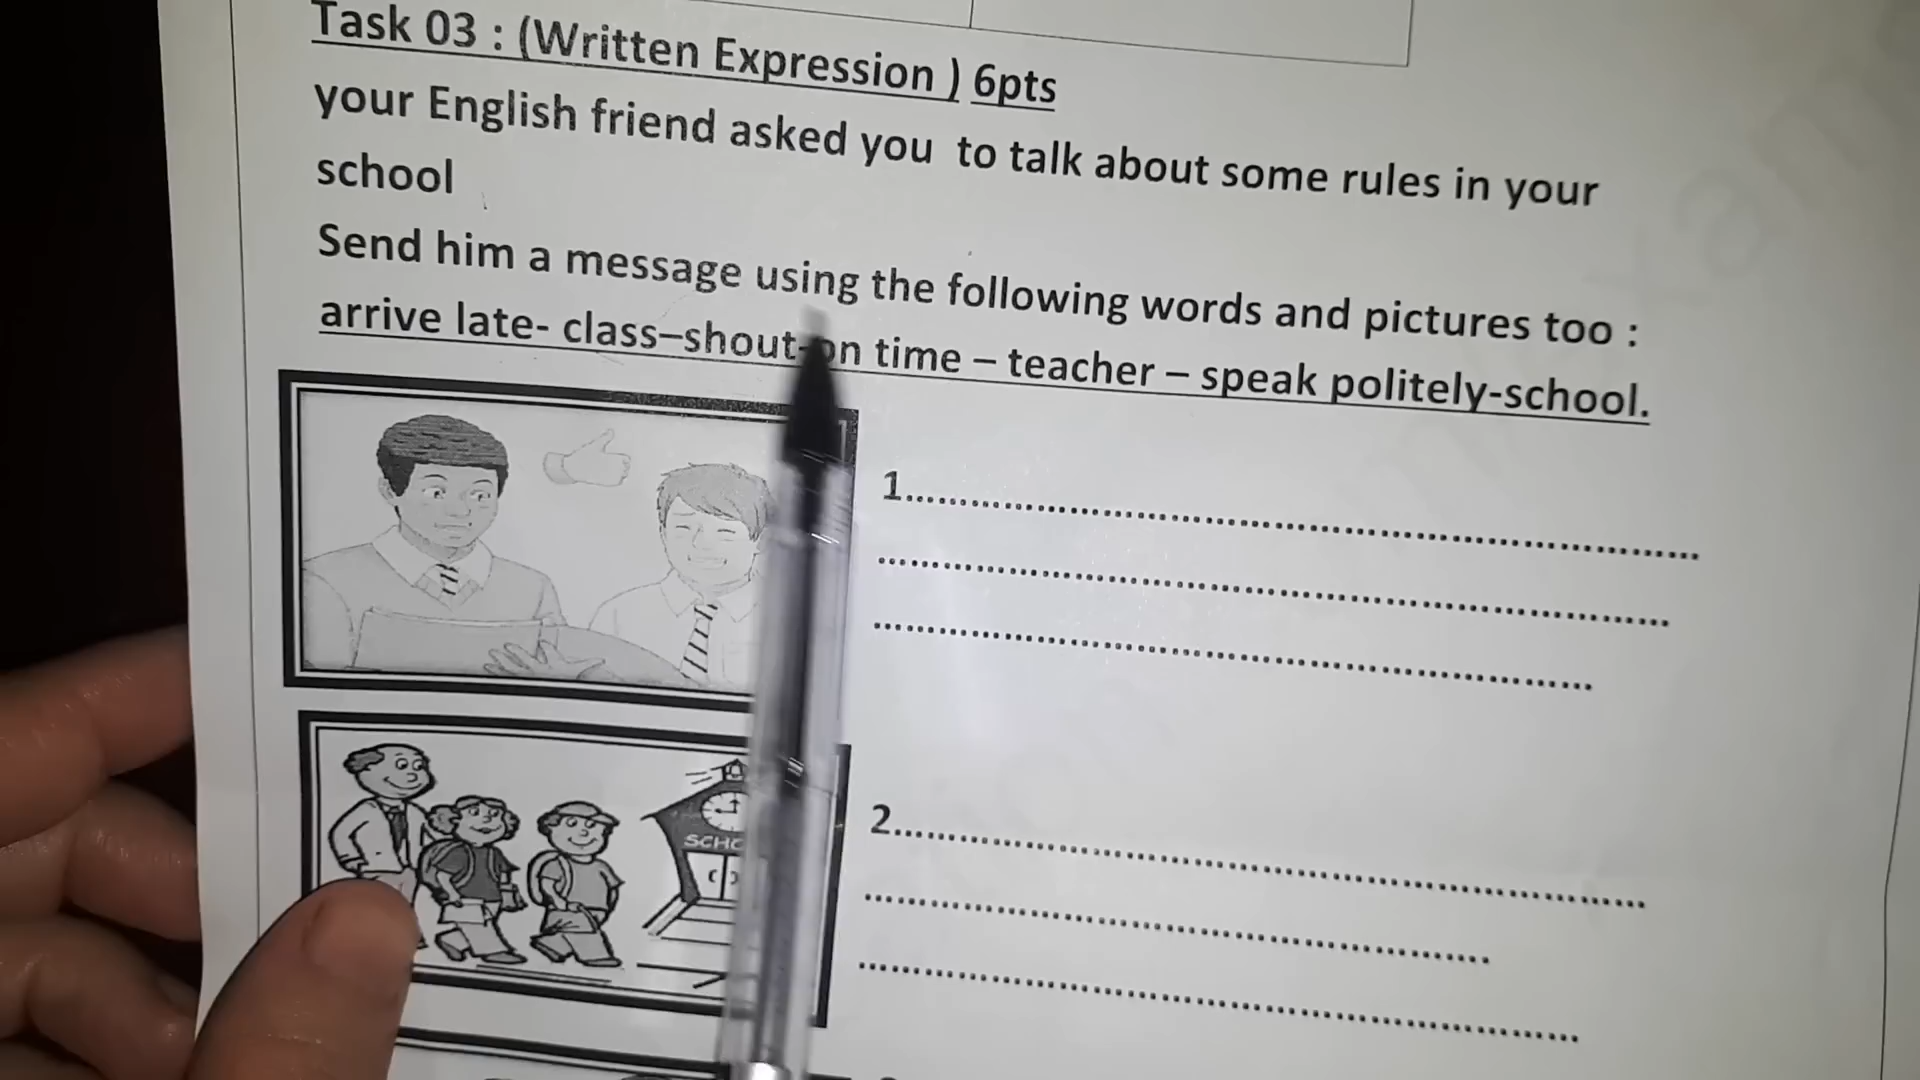 Task 03 : (Written Expression ) 6pts
your English friend asked you to talk about some rules in your
school
Send him a message using the following words and pictures too :
arrive late- class–shout-on time – teacher – speak politely-school.
1..............................................................
..............................................................
........................................................
SCHO
2..............................................................
..................................................
........................................................